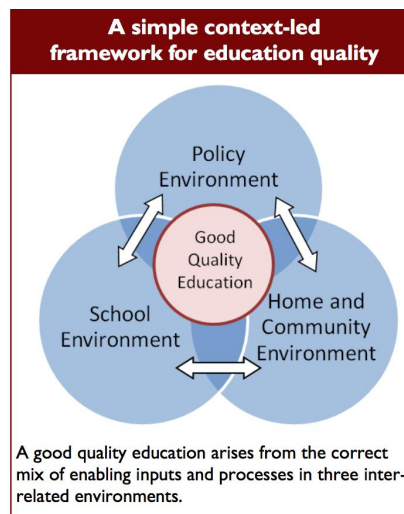 A simple context-led
framework for education quality
Policy
Environment
Good
Quality
Education
School
Environment
Home and
Community
Environment
A good quality education arises from the correct
mix of enabling inputs and processes in three inter-
related environments.